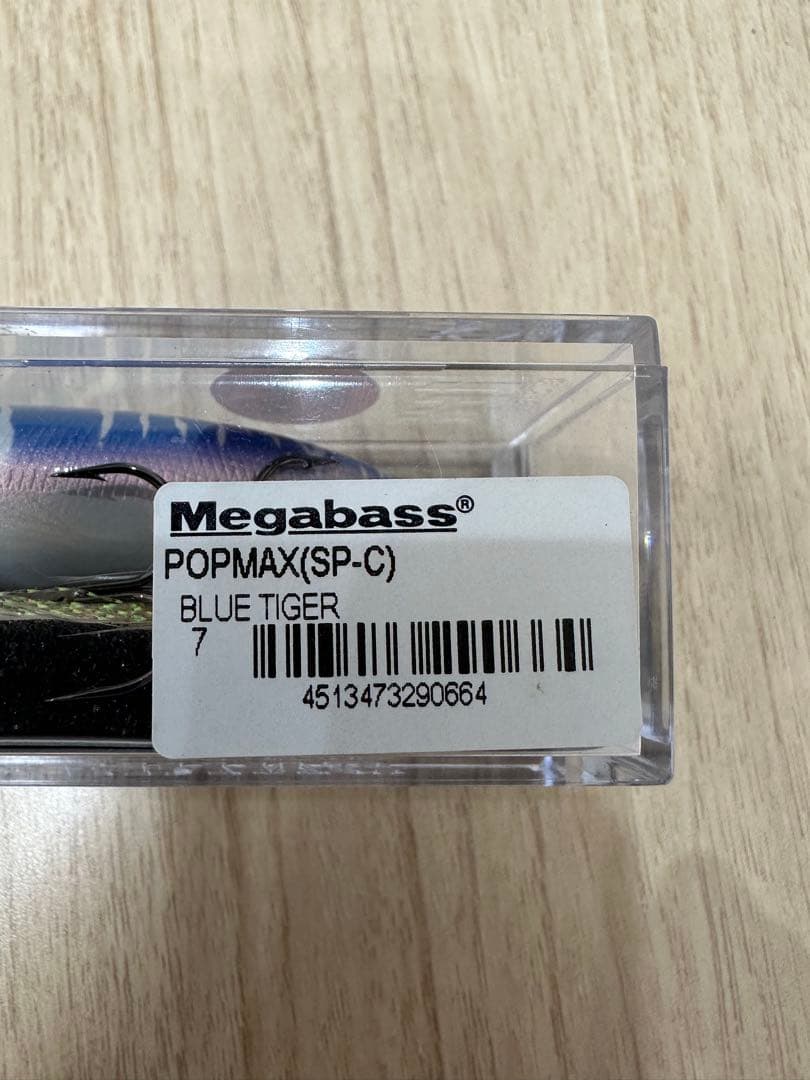 Megabass®
POPMAX(SP-C)
BLUE TIGER
7
4513473290664